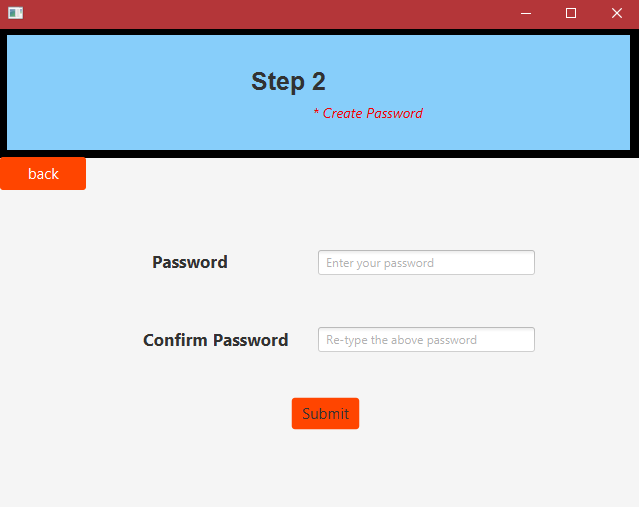 Step 2
* Create Password
back
Password
Enter your password
Confirm Password
Re-type the above password
Submit